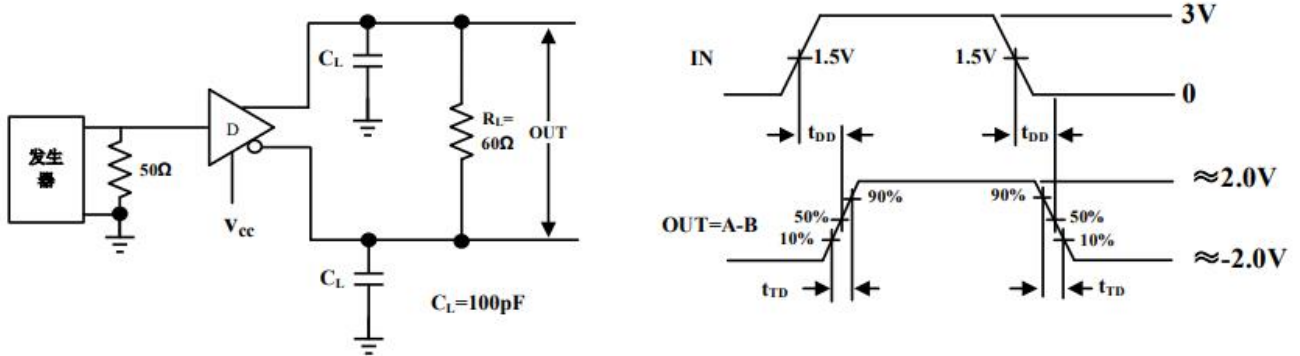 发生
器
50Ω
D
Vcc
CL
CL
RL=
60Ω
OUT
CL=100pF
IN
1.5V
1.5V
3V
0
tDD
tDD
OUT=A-B
90%
50%
10%
90%
50%
10%
≈2.0V
≈-2.0V
tTD
tTD